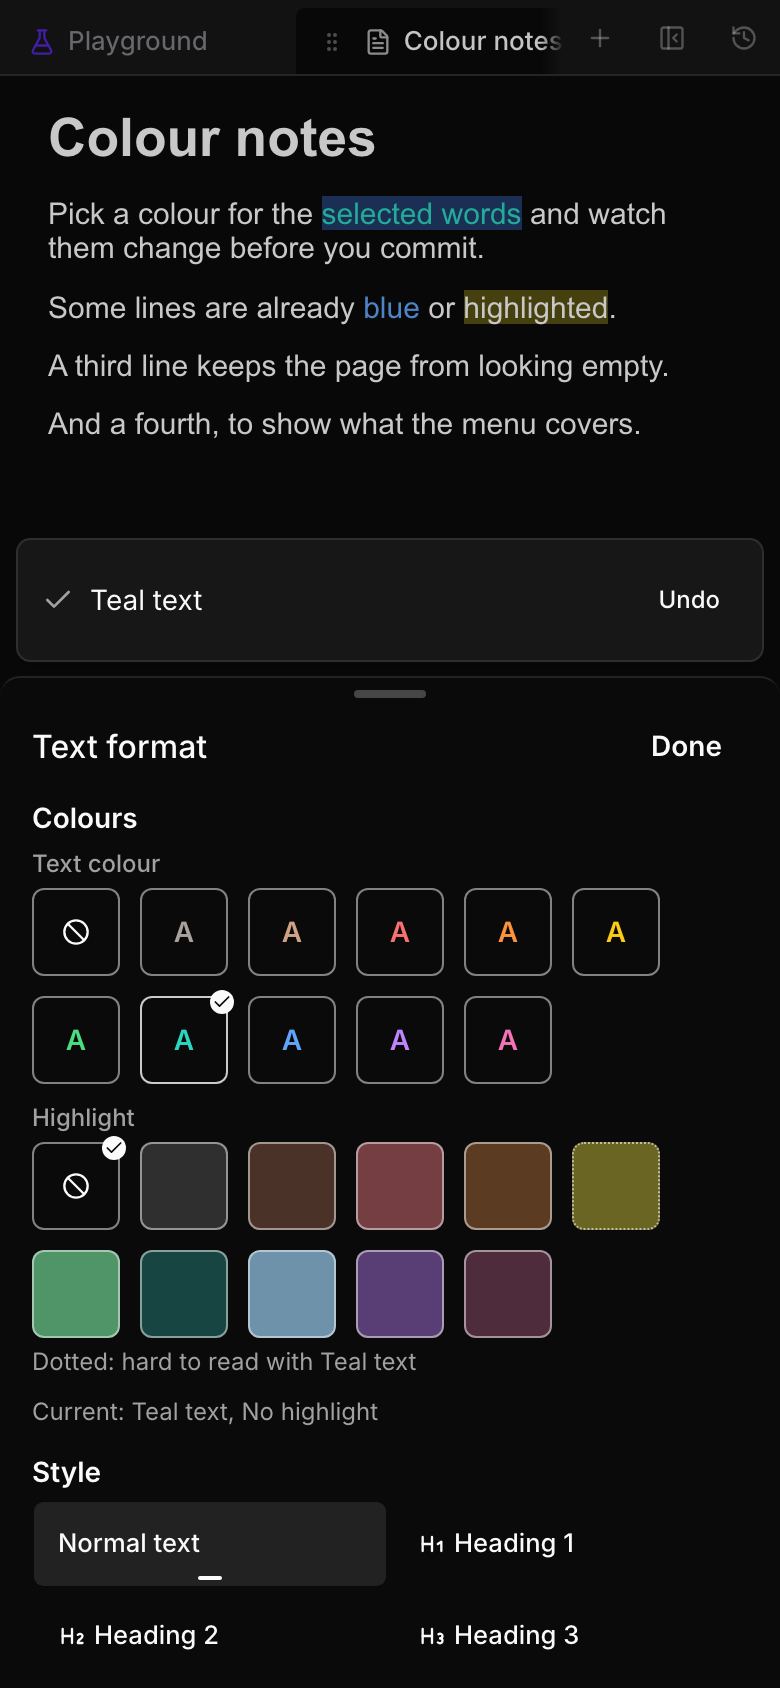 Playground
Colour notes
Colour notes
Pick a colour for the selected words and watch
them change before you commit.
Some lines are already blue or highlighted.
A third line keeps the page from looking empty.
And a fourth, to show what the menu covers.
Teal text
Undo
Text format
Done
Colours
Text colour
A A A A A
A A A A A
Highlight
Dotted: hard to read with Teal text
Current: Teal text, No highlight
Style
Normal text
H1 Heading 1
H2 Heading 2
H3 Heading 3